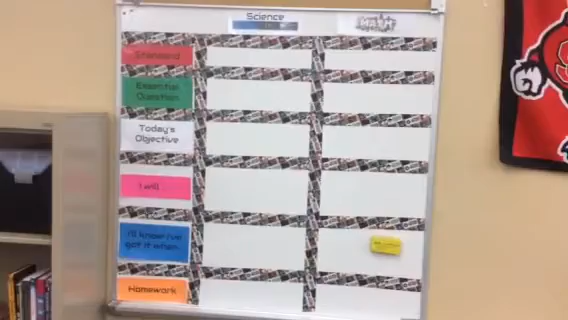 Science
MATH
Standard
Essential
Question
Today's
Objective
I will
I'll know I've
got it when...
Homework